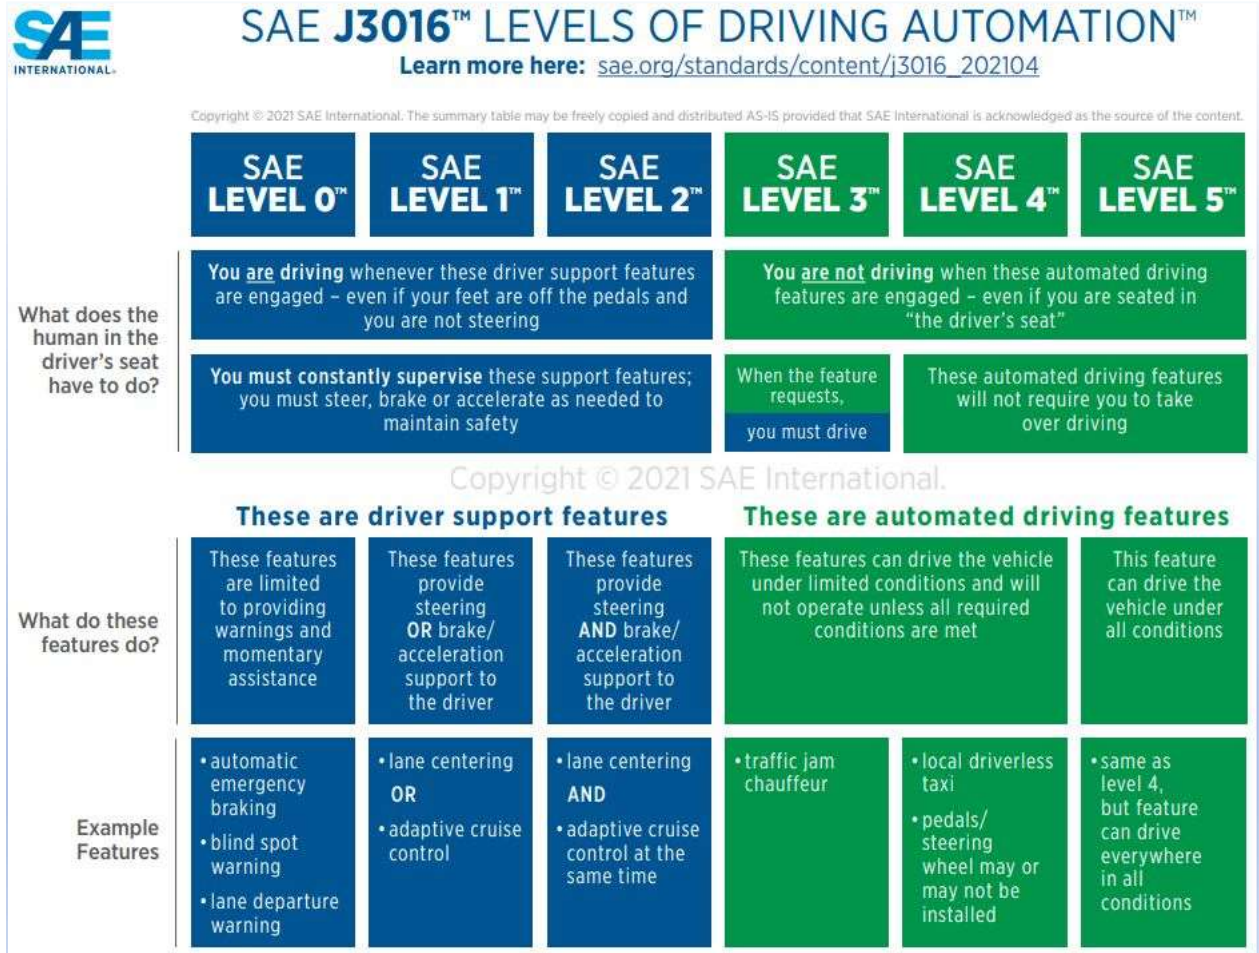 SAE
INTERNATIONAL®
SAE J3016™ LEVELS OF DRIVING AUTOMATION™
Learn more here: sae.org/standards/content/j3016_202104
Copyright © 2021 SAE International. The summary table may be freely copied and distributed AS-IS provided that SAE International is acknowledged as the source of the content.
SAE
LEVEL 0™
SAE
LEVEL 1™
SAE
LEVEL 2™
SAE
LEVEL 3™
SAE
LEVEL 4™
SAE
LEVEL 5™
What does the
human in the
driver's seat
have to do?
You are driving whenever these driver support features
are engaged – even if your feet are off the pedals and
you are not steering
You are not driving when these automated driving
features are engaged – even if you are seated in
“the driver's seat”
You must constantly supervise these support features;
you must steer, brake or accelerate as needed to
maintain safety
When the feature
requests,
you must drive
These automated driving features
will not require you to take
over driving
Copyright © 2021 SAE International.
These are driver support features
These are automated driving features
What do these
features do?
These features
are limited
to providing
warnings and
momentary
assistance
These features
provide
steering
OR brake/
acceleration
support to
the driver
These features
provide
steering
AND brake/
acceleration
support to
the driver
These features can drive the vehicle
under limited conditions and will
not operate unless all required
conditions are met
This feature
can drive the
vehicle under
all conditions
Example
Features
• automatic
emergency
braking
• blind spot
warning
• lane departure
warning
• lane centering
OR
• adaptive cruise
control
• lane centering
AND
• adaptive cruise
control at the
same time
• traffic jam
chauffeur
• local driverless
taxi
• pedals/
steering
wheel may or
may not be
installed
• same as
level 4,
but feature
can drive
everywhere
in all
conditions